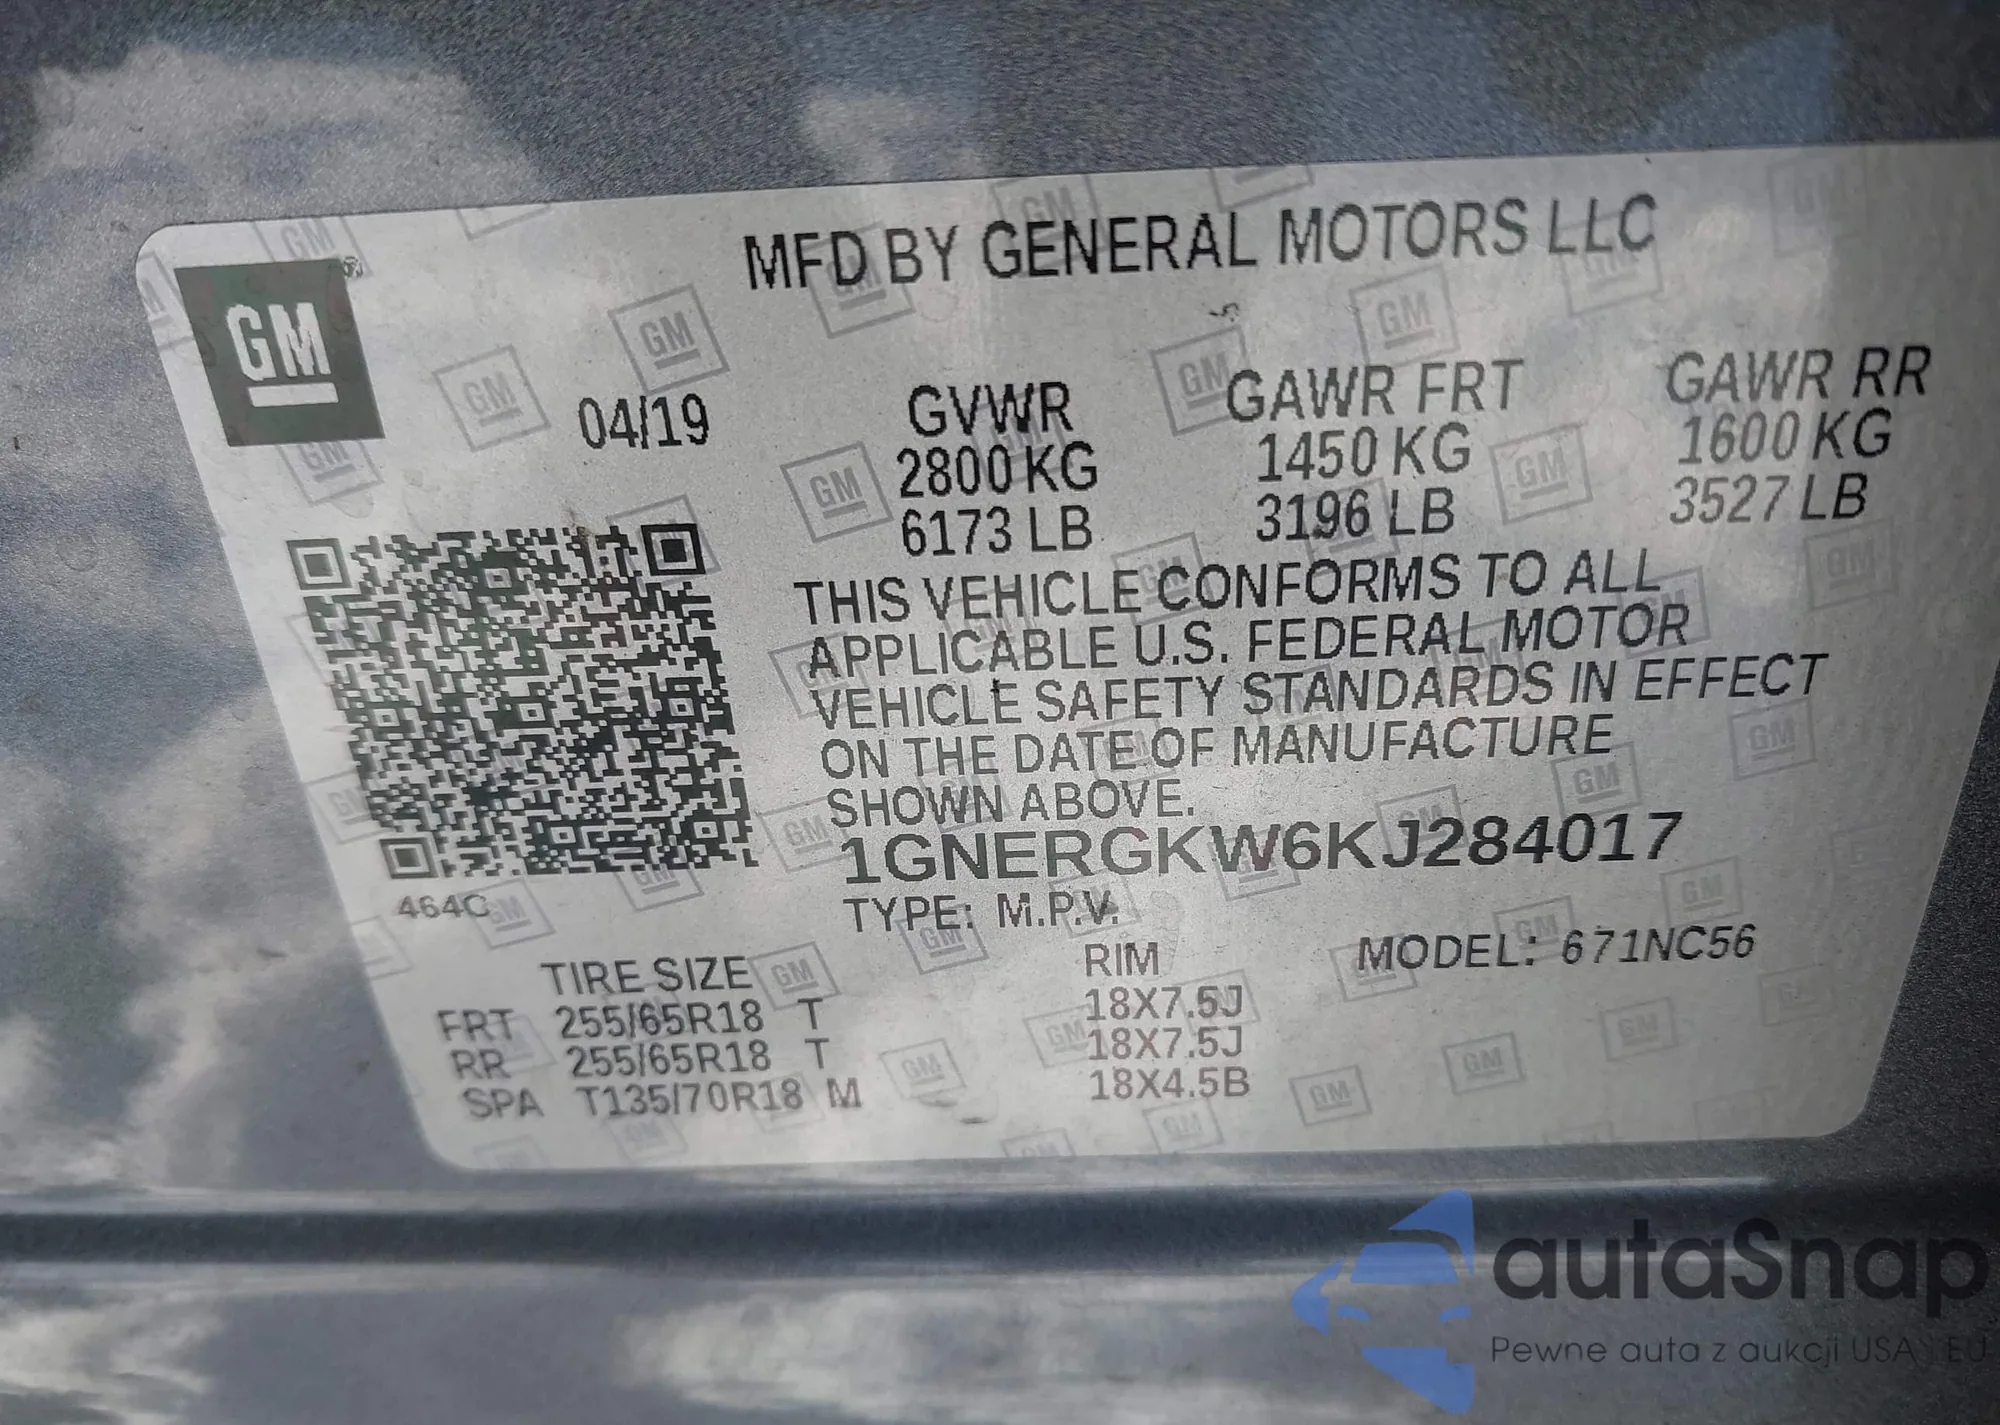 MFD BY GENERAL MOTORS LLC
GM
04/19
GVWR GAWR FRT GAWR RR
2800 KG 1450 KG 1600 KG
6173 LB 3196 LB 3527 LB
THIS VEHICLE CONFORMS TO ALL
APPLICABLE U.S. FEDERAL MOTOR
VEHICLE SAFETY STANDARDS IN EFFECT
ON THE DATE OF MANUFACTURE
SHOWN ABOVE.
1GNERGKW6KJ284017
464C
TYPE: M.P.V.
MODEL: 671NC56
TIRE SIZE RIM
FRT 255/65R18 T 18X7.5J
RR 255/65R18 T 18X7.5J
SPA T135/70R18 M 18X4.5B
autaSnap
Pewne auta z aukcji USA i EU